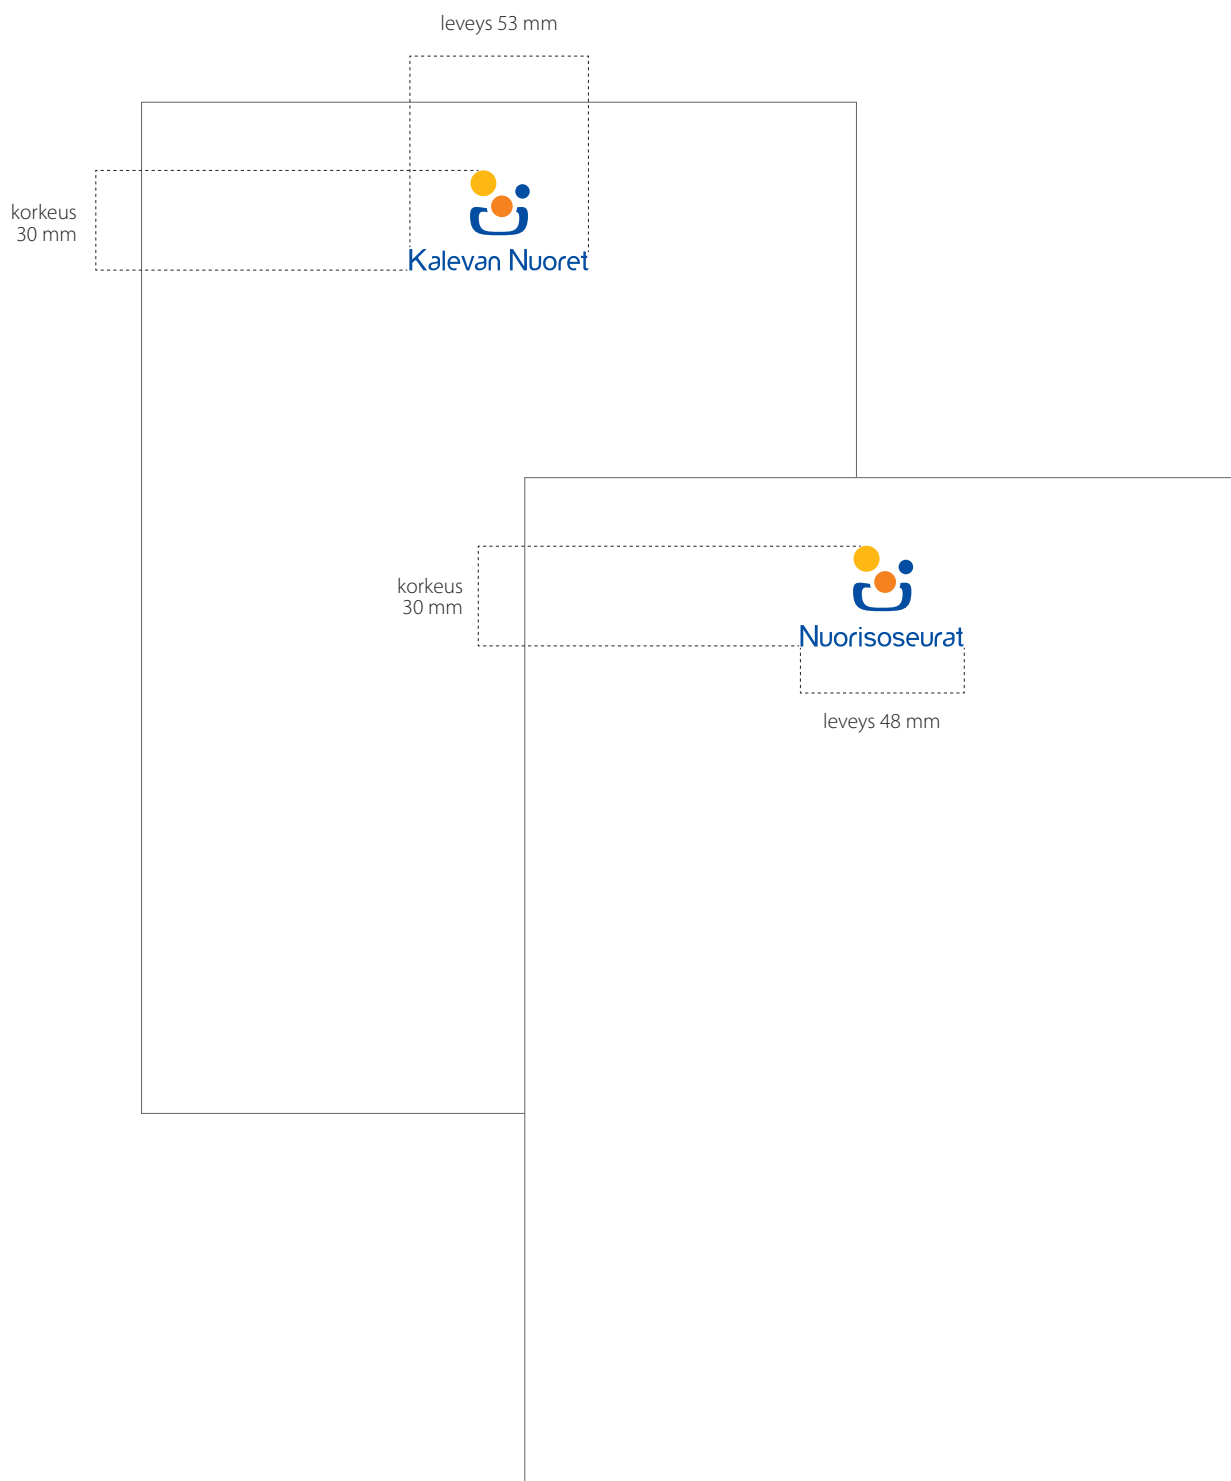 leveys 53 mm
korkeus
30 mm
Kalevan Nuoret
korkeus
30 mm
Nuorisoseurat
leveys 48 mm